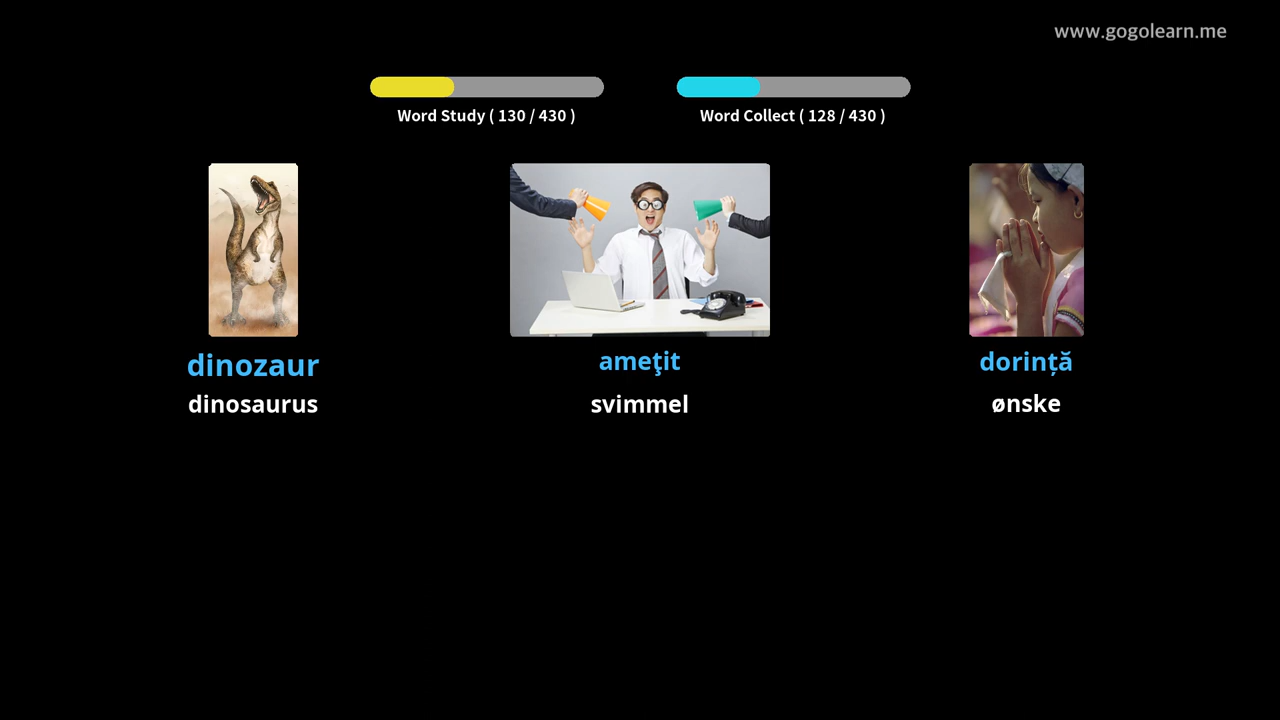 www.gogolearn.me
Word Study ( 130 / 430 )
Word Collect ( 128 / 430 )
dinozaur
ameţit
dorință
dinosaurus
svimmel
ønske